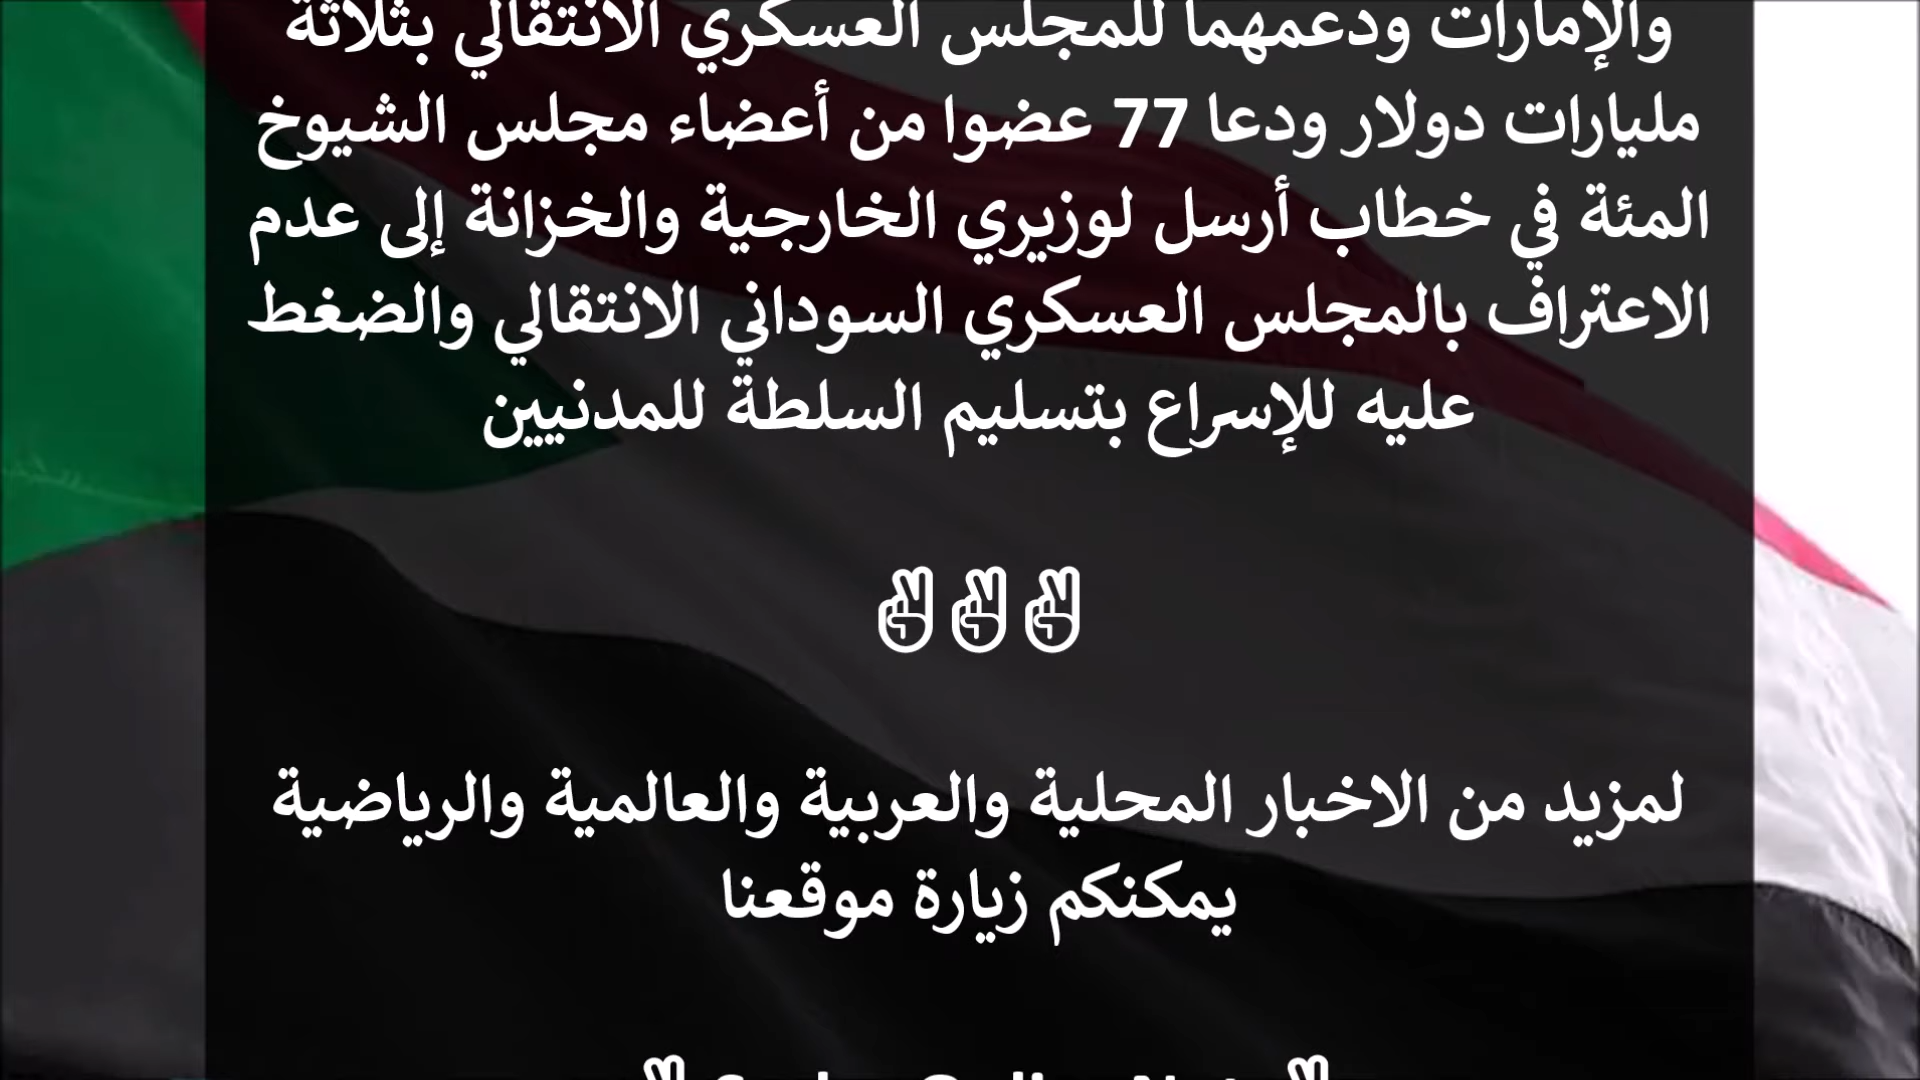 والإمارات ودعمهما للمجلس العسكري الانتقالي بثلاثة
مليارات دولار ودعا 77 عضوا من أعضاء مجلس الشيوخ
المئة في خطاب أرسل لوزيري الخارجية والخزانة إلى عدم
الاعتراف بالمجلس العسكري السوداني الانتقالي والضغط
عليه للإسراع بتسليم السلطة للمدنيين
✌✌✌
لمزيد من الاخبار المحلية والعربية والعالمية والرياضية
يمكنكم زيارة موقعنا